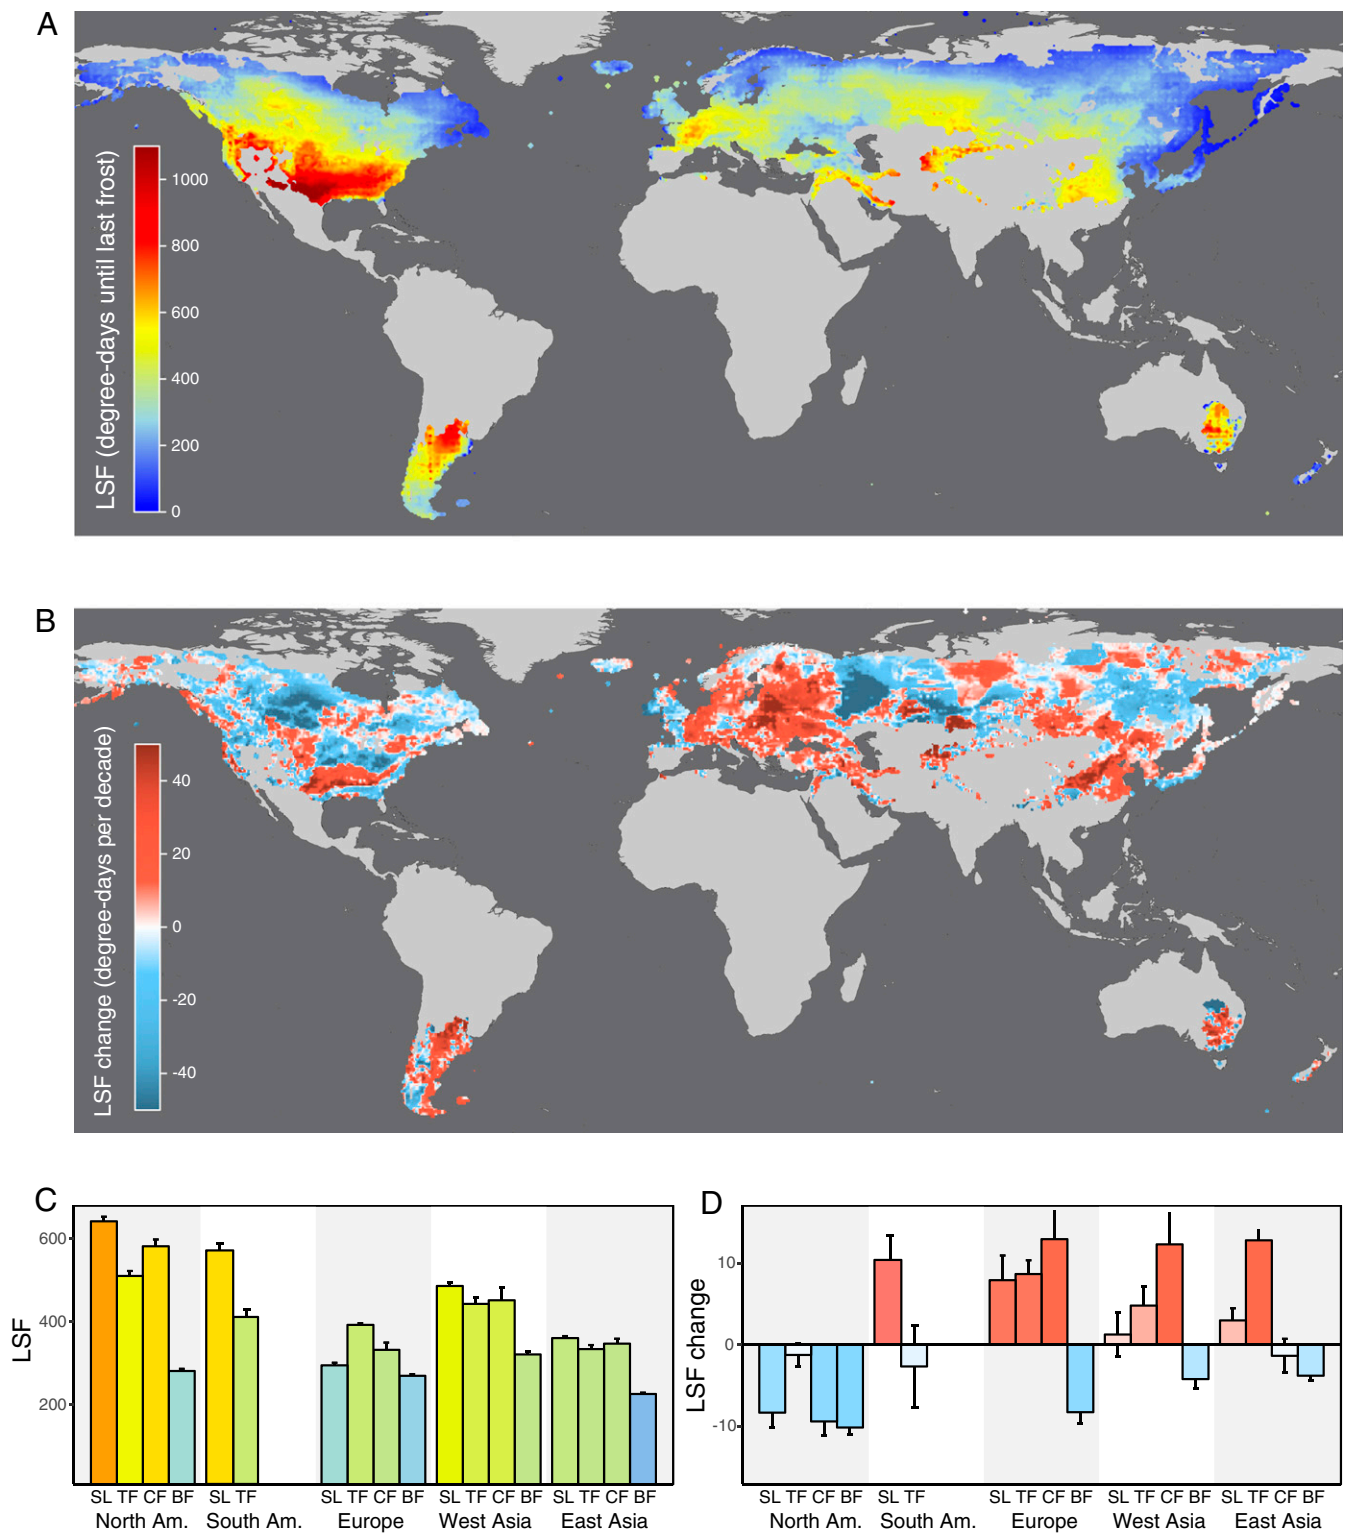 A
LSF (degree-days until last frost)
1000
800
600
400
200
0
B
LSF change (degree-days per decade)
40
20
0
-20
-40
C
LSF
600
400
200
SL TF CF BF SL TF SL TF CF BF SL TF CF BF SL TF CF BF
North Am. South Am. Europe West Asia East Asia
D
LSF change
10
0
-10
SL TF CF BF SL TF SL TF CF BF SL TF CF BF SL TF CF BF
North Am. South Am. Europe West Asia East Asia